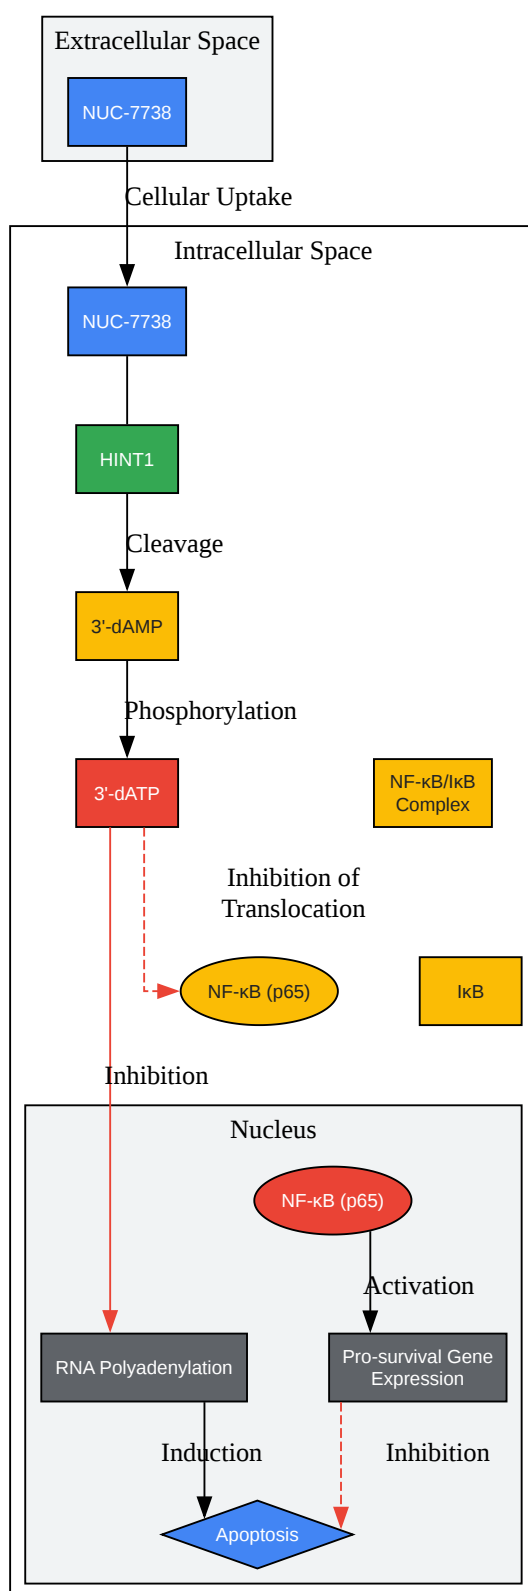 Extracellular Space
NUC-7738
Cellular Uptake
Intracellular Space
NUC-7738
HINT1
Cleavage
3'-dAMP
Phosphorylation
3'-dATP
NF-κB/IκB
Complex
Inhibition of
Translocation
NF-κB (p65)
IκB
Inhibition
Nucleus
NF-κB (p65)
Activation
RNA Polyadenylation
Pro-survival Gene
Expression
Induction
Inhibition
Apoptosis